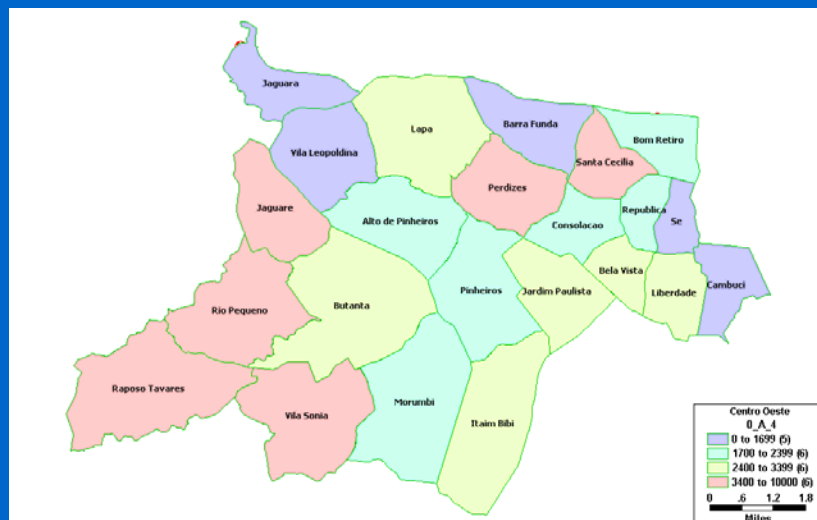 Jaguara
Lapa
Barra Funda
Bom Retiro
Vila Leopoldina
Santa Cecilia
Perdizes
Jaguare
Republica
Se
Alto de Pinheiros
Consolacao
Bela Vista
Cambuci
Pinheiros
Jardim Paulista
Liberdade
Butanta
Rio Pequeno
Raposo Tavares
Morumbi
Vila Sonia
Itaim Bibi
Centro Oeste
0_A_4
0 to 1699 (5)
1700 to 2399 (6)
2400 to 3399 (6)
3400 to 10000 (6)
0 .6 1.2 1.8
Miles